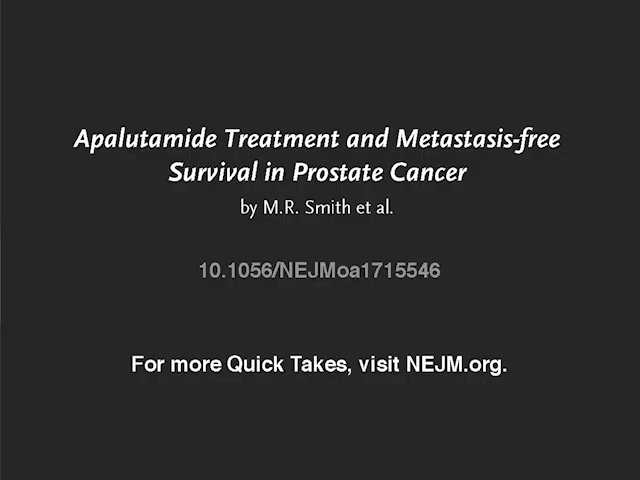 Apalutamide Treatment and Metastasis-free
Survival in Prostate Cancer
by M.R. Smith et al.
10.1056/NEJMoa1715546
For more Quick Takes, visit NEJM.org.